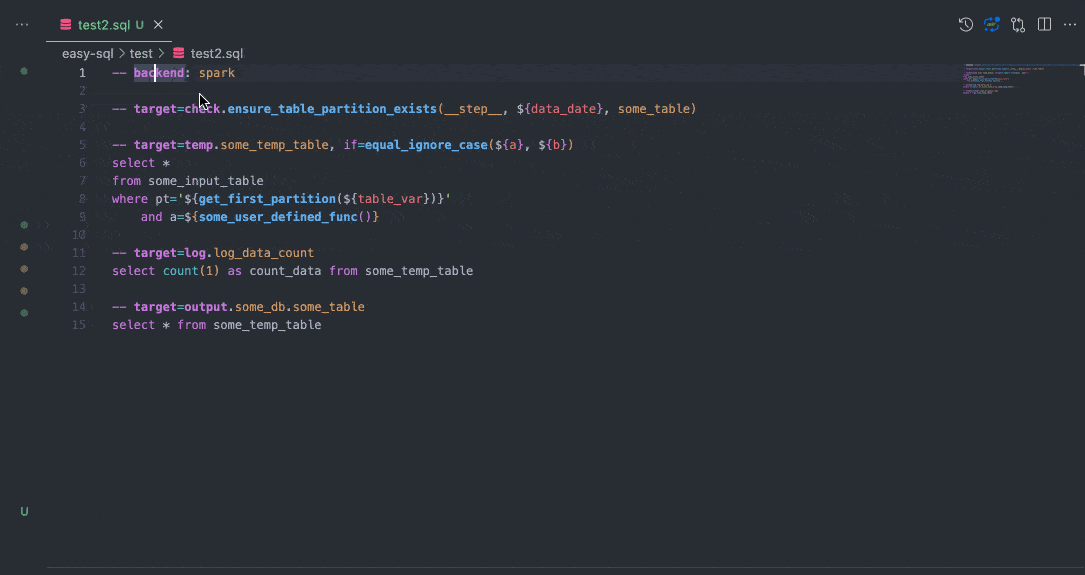 test2.sql U
easy-sql > test > test2.sql
1 -- backend: spark
2
3 -- target=check.ensure_table_partition_exists(__step__, ${data_date}, some_table)
4
5 -- target=temp.some_temp_table, if=equal_ignore_case(${a}, ${b})
6 select *
7 from some_input_table
8 where pt='${get_first_partition(${table_var})}'
9 and a=${some_user_defined_func()}
10
11 -- target=log.log_data_count
12 select count(1) as count_data from some_temp_table
13
14 -- target=output.some_db.some_table
15 select * from some_temp_table
U